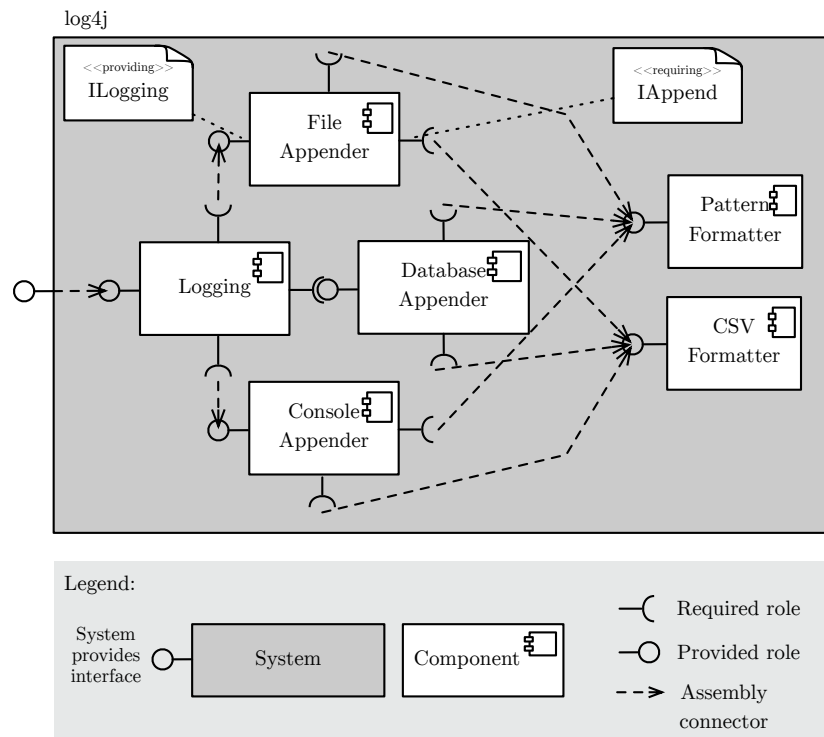 log4j
<<providing>>
ILogging
<<requiring>>
IAppend
File
Appender
Pattern
Formatter
Logging
Database
Appender
CSV
Formatter
Console
Appender
Legend:
System
provides
interface
System
Component
Required role
Provided role
Assembly
connector